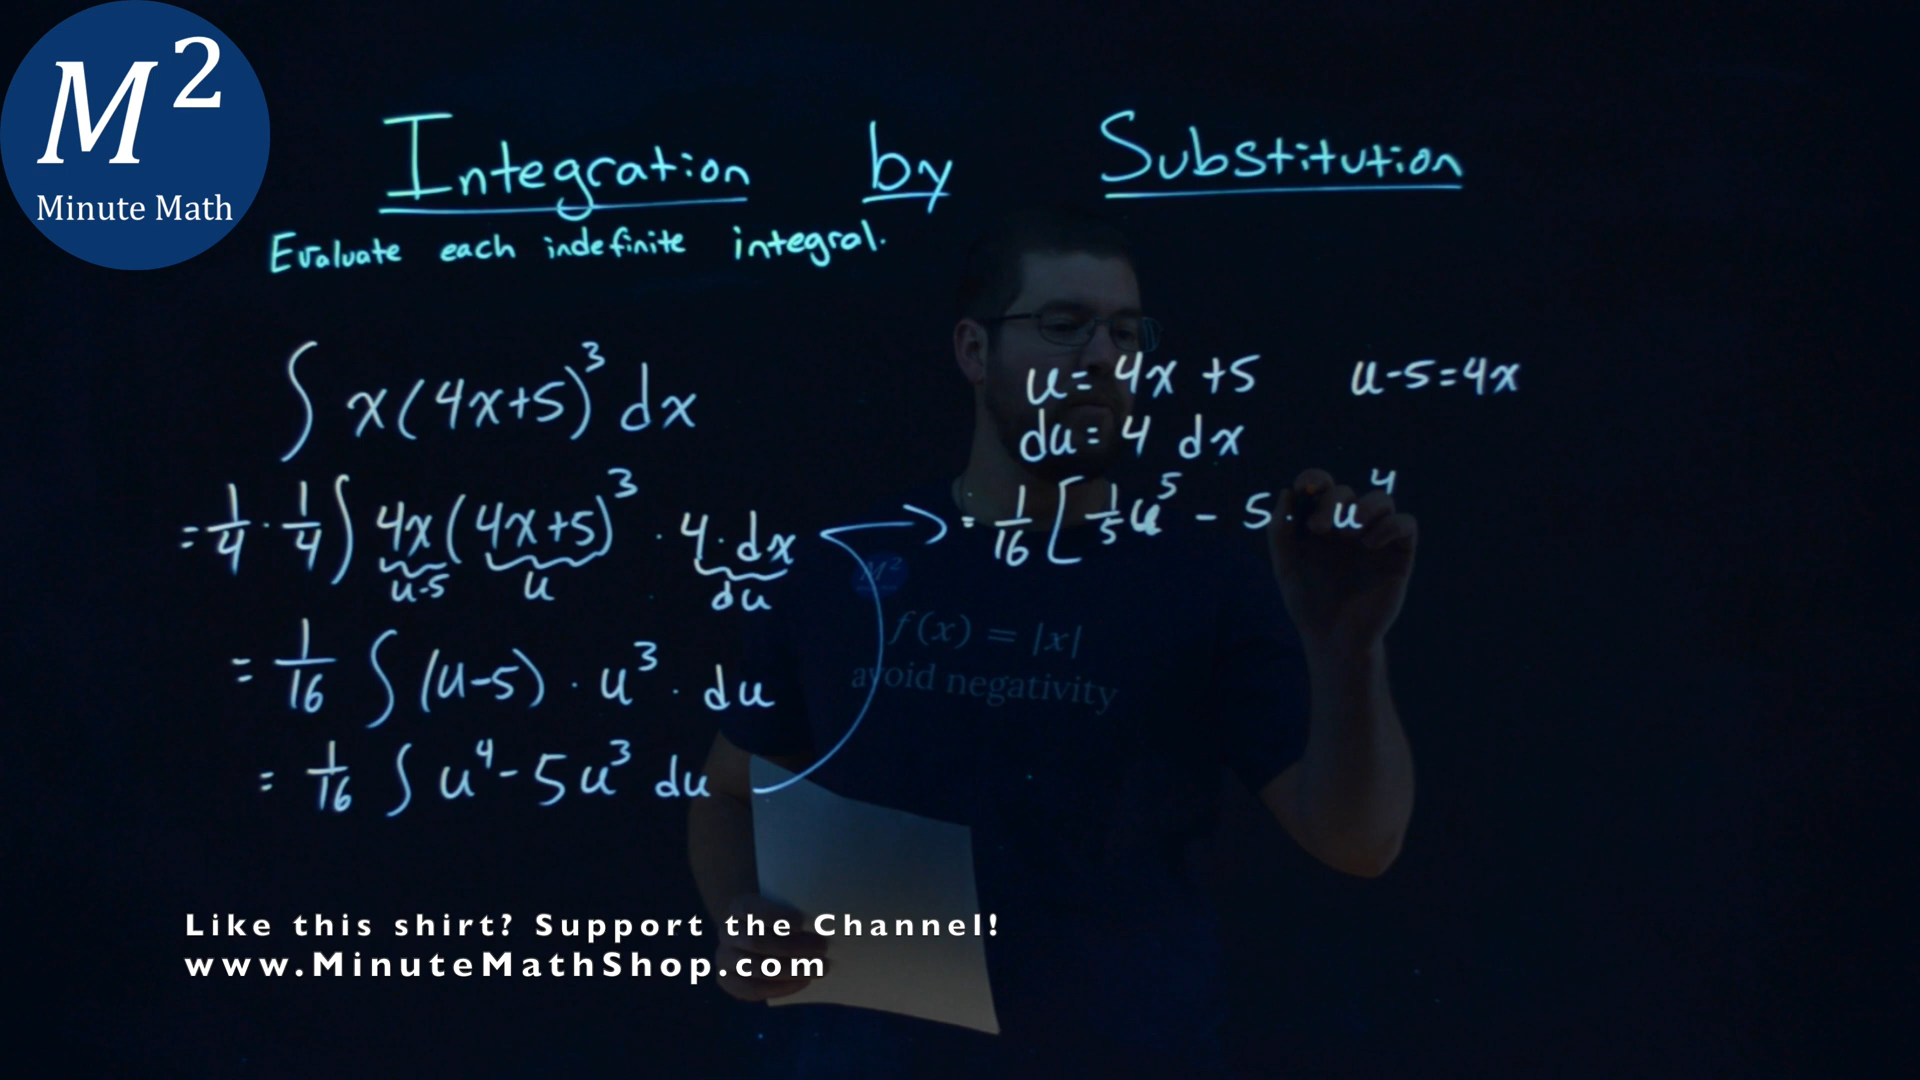 M²
Minute Math
Integration by Substitution
Evaluate each indefinite integral.
∫ x(4x+5)³ dx
u = 4x + 5
u-5=4x
du = 4 dx
= 1/4 · 1/4 ∫ 4x(4x+5)³ · 4 · dx
u-5 u du
= 1/16 [ 1/5 u⁵ - 5 · u⁴
= 1/16 ∫ (u-5) · u³ · du
= 1/16 ∫ u⁴ - 5u³ du
M²
f(x) = |x|
avoid negativity
Like this shirt? Support the Channel!
www.MinuteMathShop.com